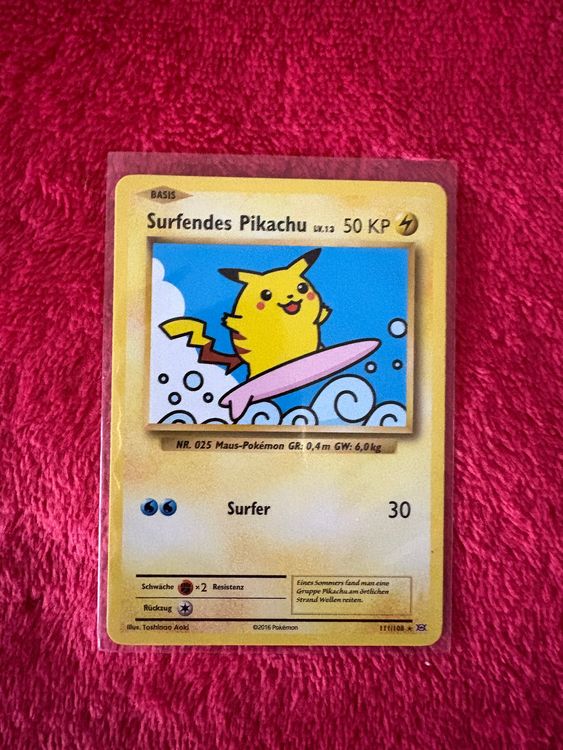 BASIS
Surfendes Pikachu LV.13 50 KP
NR. 025 Maus-Pokémon GR: 0,4 m GW: 6,0 kg
Surfer 30
Schwäche ×2 Resistenz
Rückzug
Eines Sommers fand man eine
Gruppe Pikachu am örtlichen
Strand Wellen reiten.
Illus. Toshinao Aoki ©2016 Pokémon 111/108